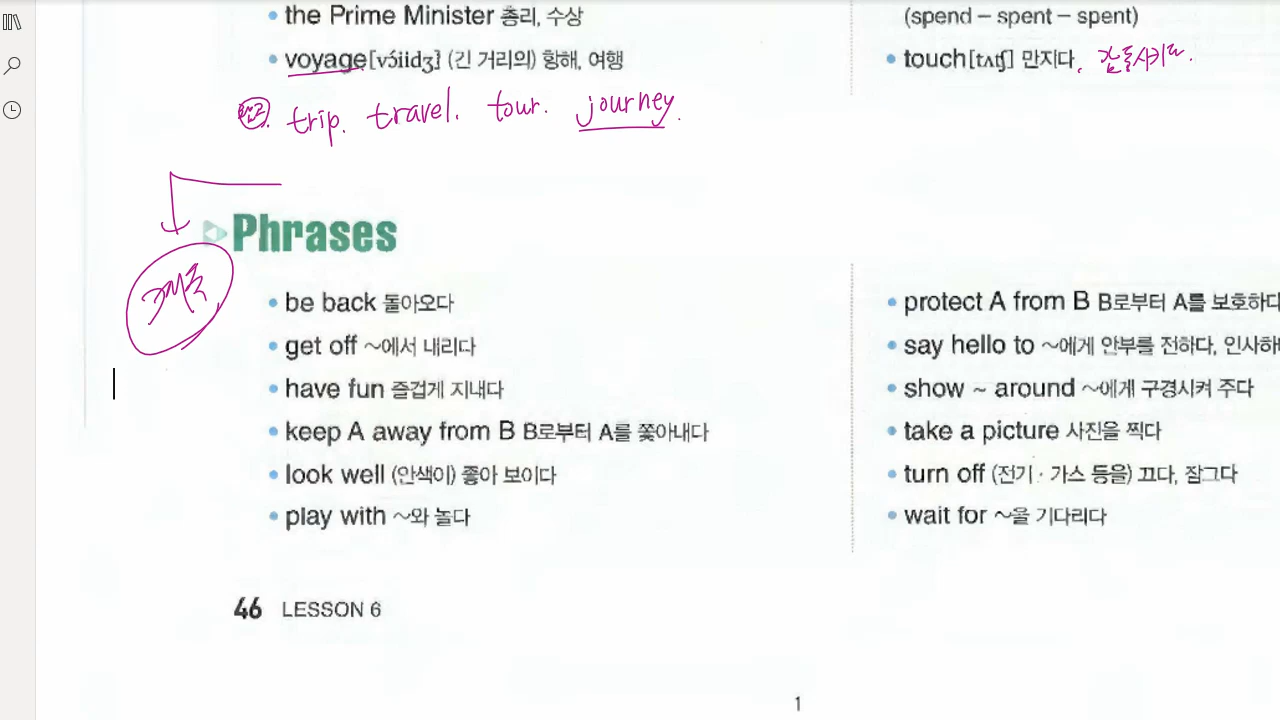 the Prime Minister 총리, 수상
voyage[vɔ́iidʒ] (긴 거리의) 항해, 여행
참고. trip. travel. tour. journey.
(spend – spent – spent)
touch[tʌtʃ] 만지다. 감동시키다.
Phrases
be back 돌아오다
get off ～에서 내리다
have fun 즐겁게 지내다
keep A away from B B로부터 A를 쫓아내다
look well (안색이) 좋아 보이다
play with ～와 놀다
protect A from B B로부터 A를 보호하다
say hello to ～에게 안부를 전하다, 인사하
show ~ around ～에게 구경시켜 주다
take a picture 사진을 찍다
turn off (전기 · 가스 등을) 끄다, 잠그다
wait for ～을 기다리다
46 LESSON 6
1